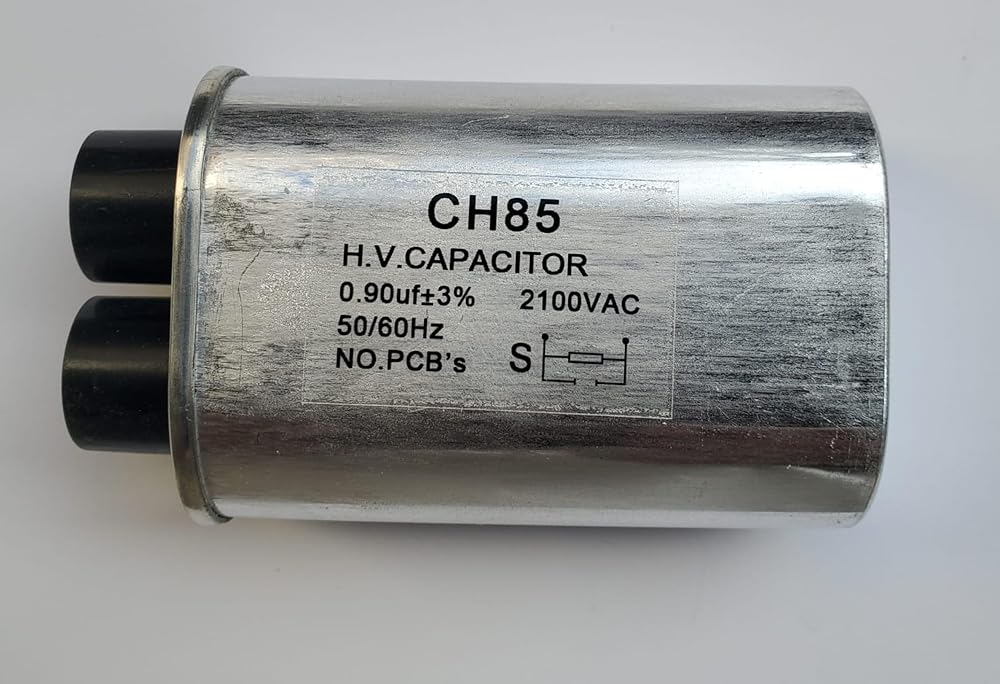 CH85
H.V.CAPACITOR
0.90uf±3% 2100VAC
50/60Hz
NO.PCB's S